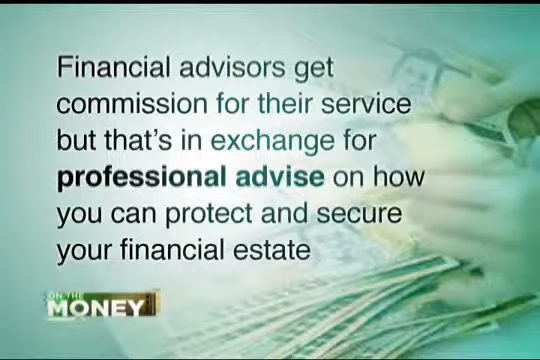 Financial advisors get
commission for their service
but that's in exchange for
professional advise on how
you can protect and secure
your financial estate
ON THE
MONEY